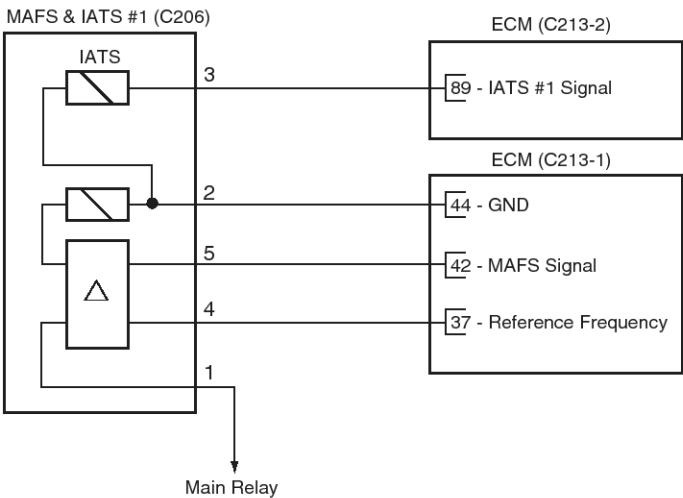 MAFS & IATS #1 (C206)
ECM (C213-2)
IATS
3
89 - IATS #1 Signal
ECM (C213-1)
2
44 - GND
5
42 - MAFS Signal
4
37 - Reference Frequency
1
Main Relay